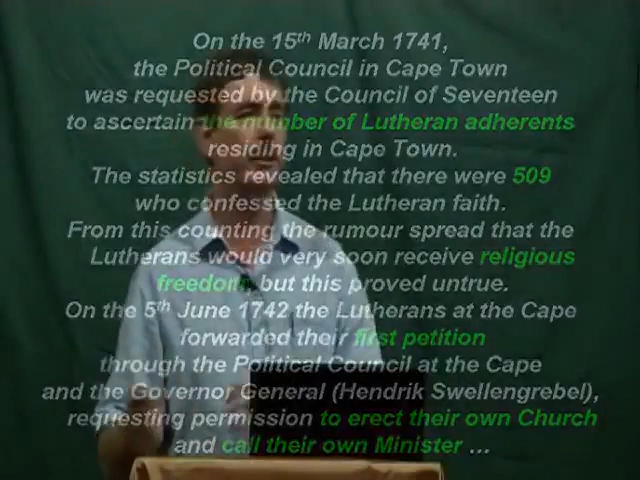 On the 15th March 1741,
the Political Council in Cape Town
was requested by the Council of Seventeen
to ascertain the number of Lutheran adherents
residing in Cape Town.
The statistics revealed that there were 509
who confessed the Lutheran faith.
From this counting the rumour spread that the
Lutherans would very soon receive religious
freedom, but this proved untrue.
On the 5th June 1742 the Lutherans at the Cape
forwarded their first petition
through the Political Council at the Cape
and the Governor General (Hendrik Swellengrebel),
requesting permission to erect their own Church
and call their own Minister ...